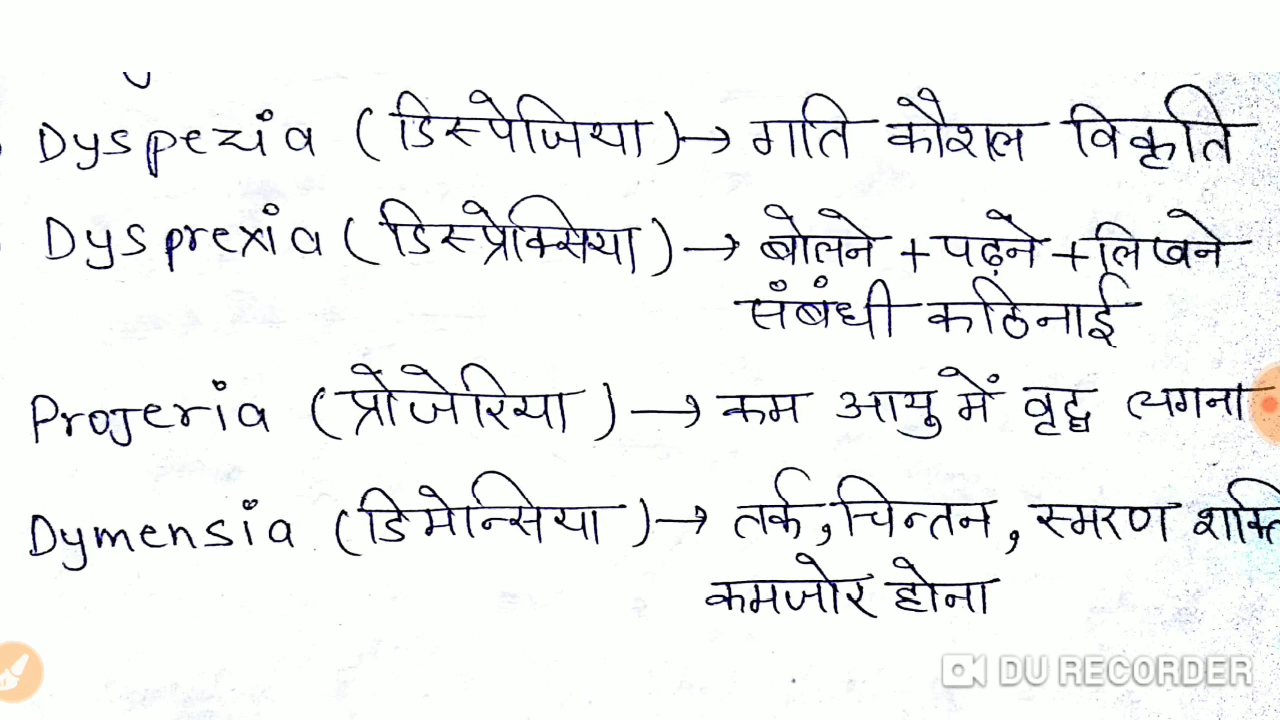 Dyspezia (डिस्पेजिया) → गति कौशल विकृति
Dysprexia (डिस्प्रेक्सिया) → बोलने + पढ़ने + लिखने
संबंधी कठिनाई
Projeria (प्रोजेरिया) → कम आयु में वृद्ध लगना
Dymensia (डिमेन्सिया) → तर्क, चिन्तन, स्मरण शक्ति
कमजोर होना
DU RECORDER